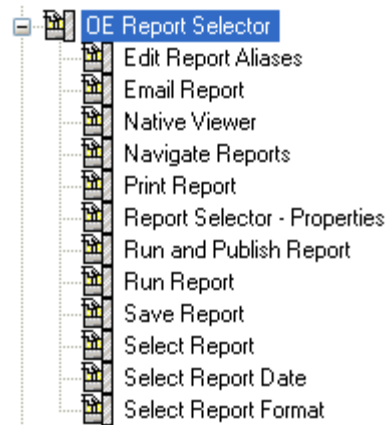 OE Report Selector
Edit Report Aliases
Email Report
Native Viewer
Navigate Reports
Print Report
Report Selector - Properties
Run and Publish Report
Run Report
Save Report
Select Report
Select Report Date
Select Report Format